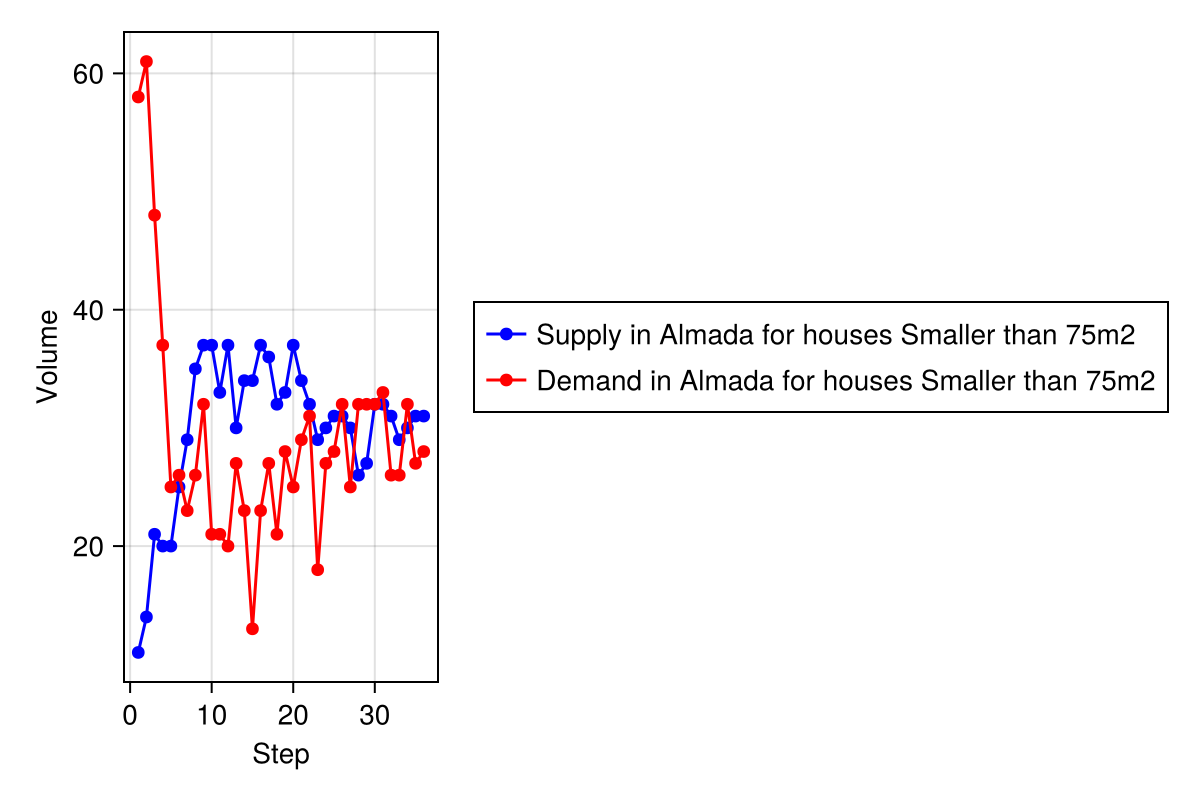 60
40
20
Volume
0 10 20 30
Step
Supply in Almada for houses Smaller than 75m2
Demand in Almada for houses Smaller than 75m2